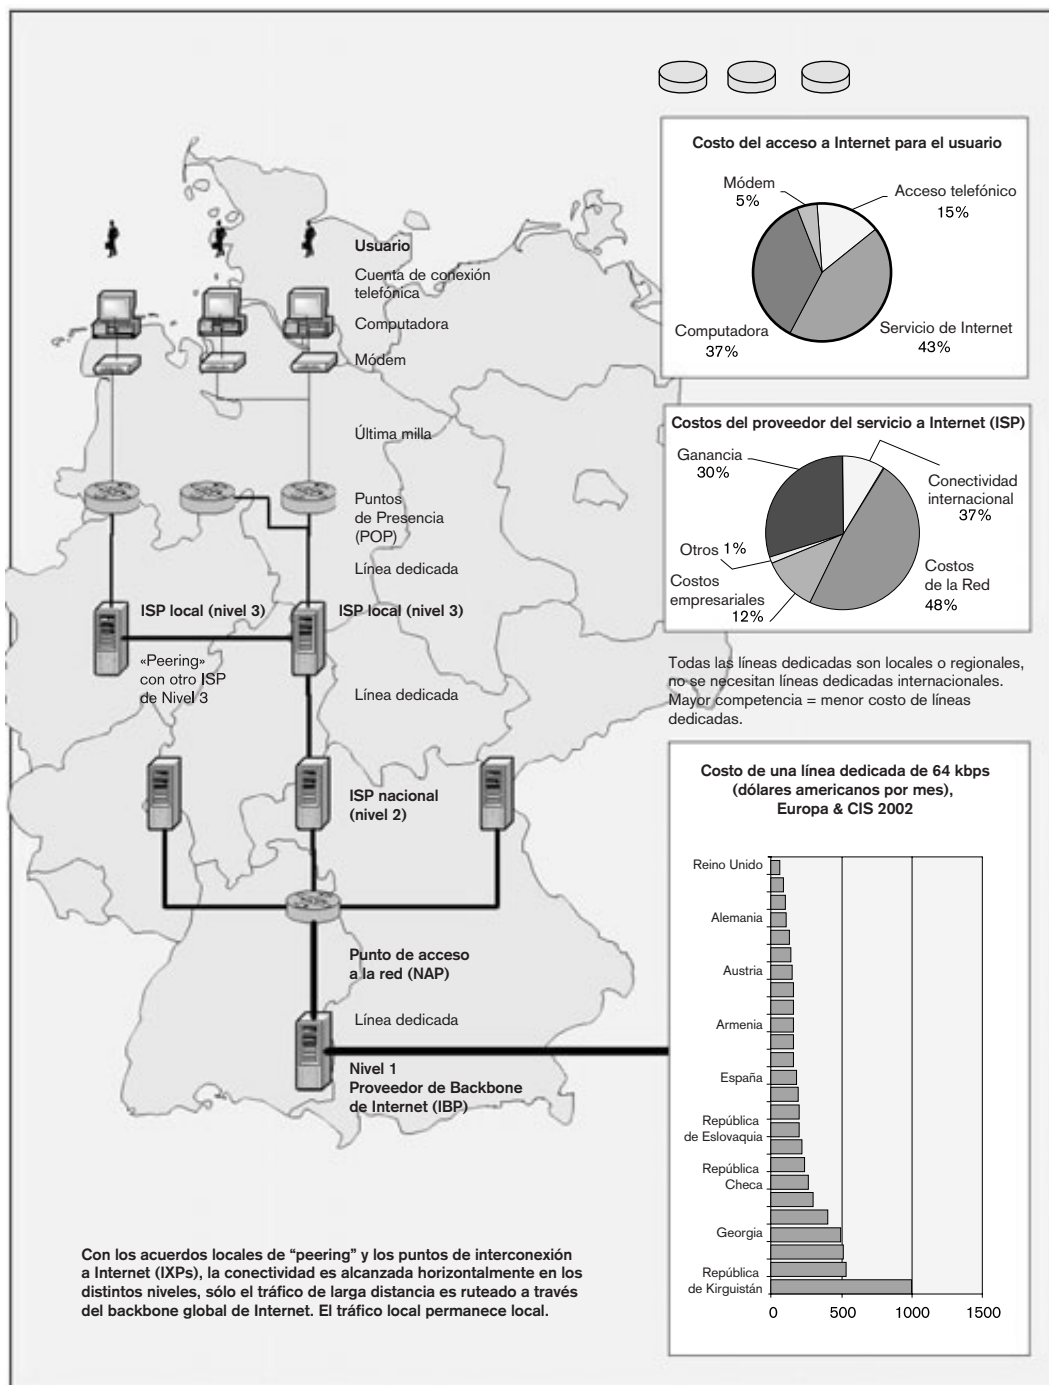 Usuario
Cuenta de conexión
telefónica
Computadora
Módem
Última milla
Puntos
de Presencia
(POP)
Línea dedicada
ISP local (nivel 3)
ISP local (nivel 3)
«Peering»
con otro ISP
de Nivel 3
Línea dedicada
ISP nacional
(nivel 2)
Punto de acceso
a la red (NAP)
Línea dedicada
Nivel 1
Proveedor de Backbone
de Internet (IBP)
Con los acuerdos locales de “peering” y los puntos de interconexión
a Internet (IXPs), la conectividad es alcanzada horizontalmente en los
distintos niveles, sólo el tráfico de larga distancia es ruteado a través
del backbone global de Internet. El tráfico local permanece local.
Costo del acceso a Internet para el usuario
Módem
5%
Acceso telefónico
15%
Computadora
37%
Servicio de Internet
43%
Costos del proveedor del servicio a Internet (ISP)
Ganancia
30%
Conectividad
internacional
37%
Otros 1%
Costos
empresariales
12%
Costos
de la Red
48%
Todas las líneas dedicadas son locales o regionales,
no se necesitan líneas dedicadas internacionales.
Mayor competencia = menor costo de líneas
dedicadas.
Costo de una línea dedicada de 64 kbps
(dólares americanos por mes),
Europa & CIS 2002
Reino Unido
Alemania
Austria
Armenia
España
República
de Eslovaquia
República
Checa
Georgia
República
de Kirguistán
0 500 1000 1500